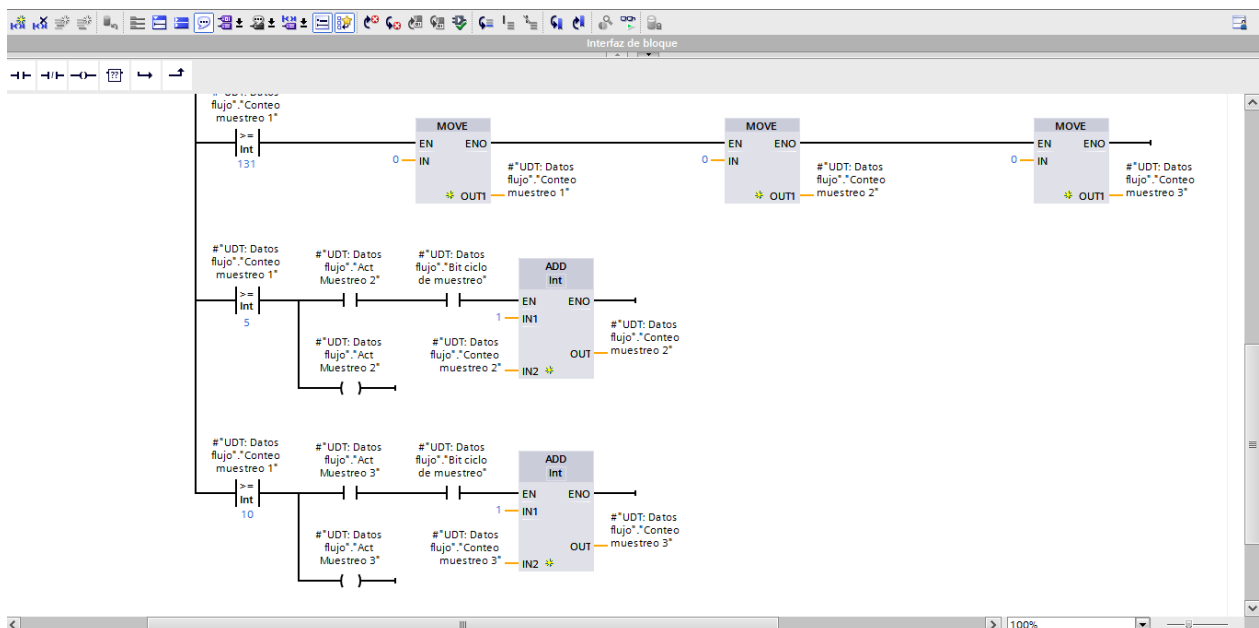 Interfaz de bloque
flujo"."Conteo
muestreo 1"
>=
Int
131
MOVE
EN ENO
0 IN
OUT1
#"UDT: Datos
flujo"."Conteo
muestreo 1"
MOVE
EN ENO
0 IN
OUT1
#"UDT: Datos
flujo"."Conteo
muestreo 2"
MOVE
EN ENO
0 IN
OUT1
#"UDT: Datos
flujo"."Conteo
muestreo 3"
#"UDT: Datos
flujo"."Conteo
muestreo 1"
>=
Int
5
#"UDT: Datos
flujo"."Act
Muestreo 2"
#"UDT: Datos
flujo"."Bit ciclo
de muestreo"
ADD
Int
EN ENO
1 IN1
OUT
IN2
#"UDT: Datos
flujo"."Conteo
muestreo 2"
#"UDT: Datos
flujo"."Act
Muestreo 2"
#"UDT: Datos
flujo"."Conteo
muestreo 2"
#"UDT: Datos
flujo"."Conteo
muestreo 1"
>=
Int
10
#"UDT: Datos
flujo"."Act
Muestreo 3"
#"UDT: Datos
flujo"."Bit ciclo
de muestreo"
ADD
Int
EN ENO
1 IN1
OUT
IN2
#"UDT: Datos
flujo"."Conteo
muestreo 3"
#"UDT: Datos
flujo"."Act
Muestreo 3"
#"UDT: Datos
flujo"."Conteo
muestreo 3"
100%